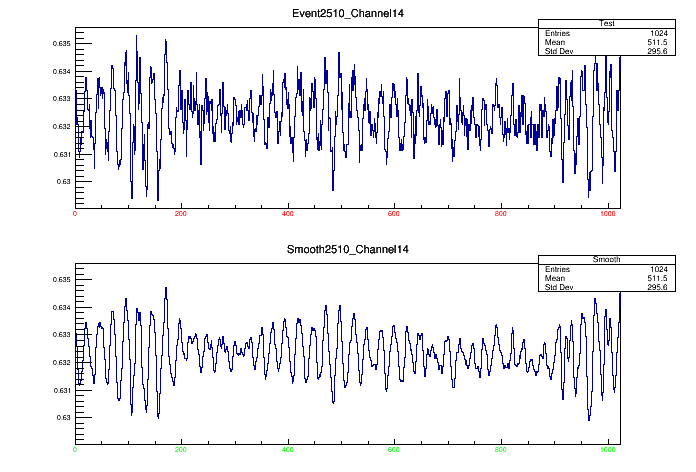 Event2510_Channel14
Test
Entries 1024
Mean 511.5
Std Dev 295.6
0.635
0.634
0.633
0.632
0.631
0.63
0 200 400 600 800 1000
Smooth2510_Channel14
Smooth
Entries 1024
Mean 511.5
Std Dev 295.6
0.635
0.634
0.633
0.632
0.631
0.63
0 200 400 600 800 1000